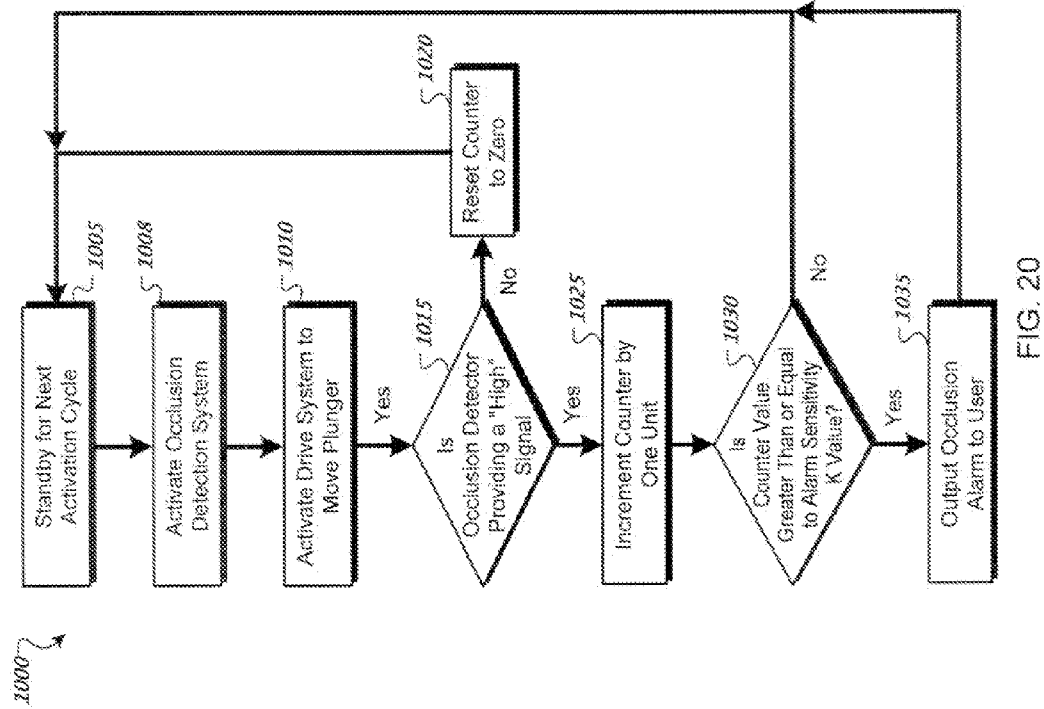 1000
Standby for Next
Activation Cycle
1005
Activate Occlusion
Detection System
1008
Activate Drive System to
Move Plunger
1010
Yes
Is
Occlusion Detector
Providing a "High"
Signal
1015
No
Reset Counter
to Zero
1020
Yes
Increment Counter by
One Unit
1025
Is
Counter Value
Greater Than or Equal
to Alarm Sensitivity
K Value?
1030
No
Yes
Output Occlusion
Alarm to User
1035
FIG. 20